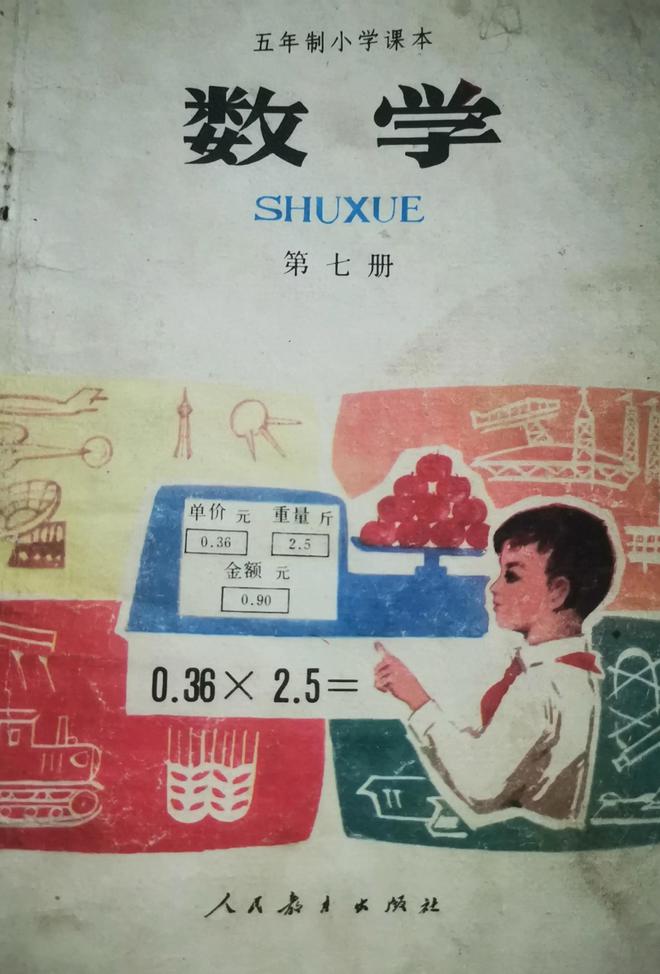 五年制小学课本
数学
SHUXUE
第七册
单价 元 重量 斤
0.36 2.5
金额 元
0.90
0.36 × 2.5 =
人民教育出版社